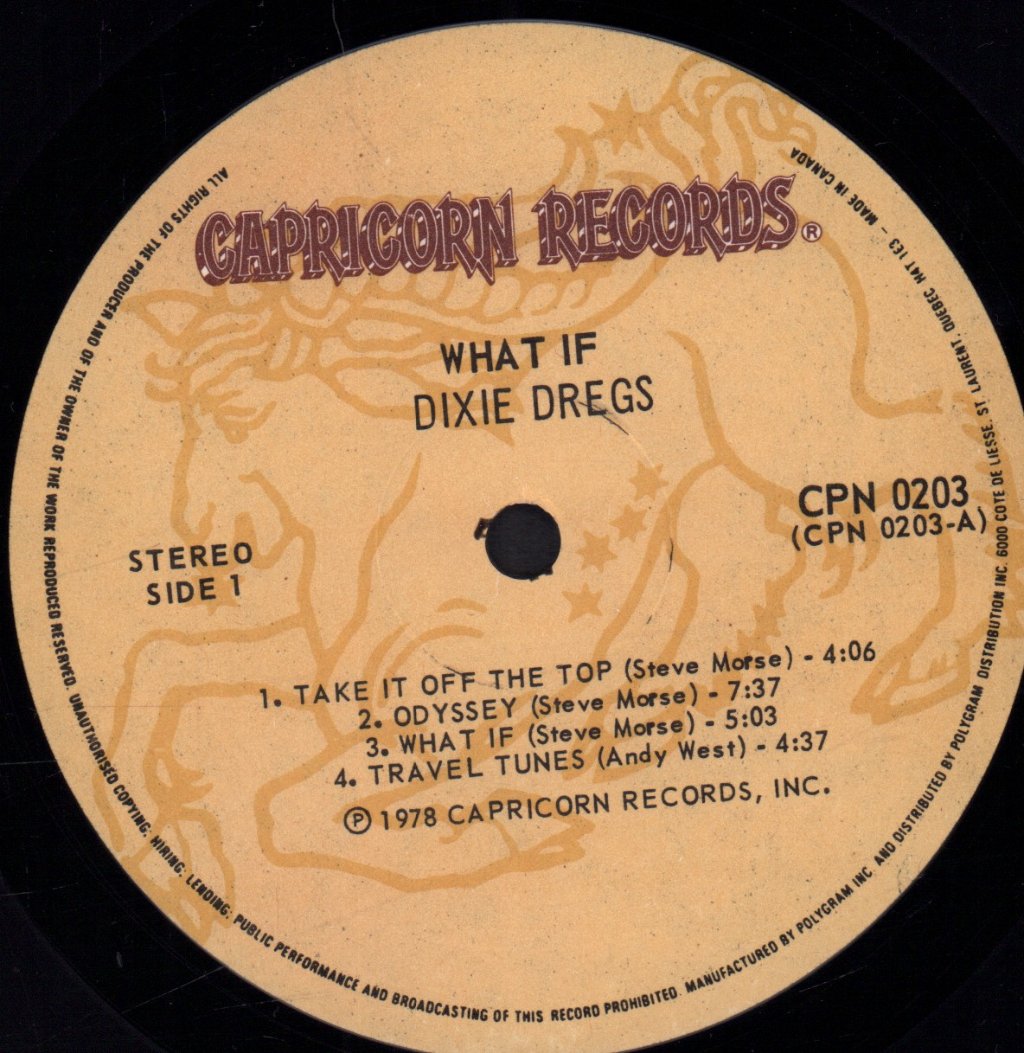 CAPRICORN RECORDS®
WHAT IF
DIXIE DREGS
CPN 0203
(CPN 0203-A)
STEREO
SIDE 1
1. TAKE IT OFF THE TOP (Steve Morse) - 4:06
2. ODYSSEY (Steve Morse) - 7:37
3. WHAT IF (Steve Morse) - 5:03
4. TRAVEL TUNES (Andy West) - 4:37
Ⓟ 1978 CAPRICORN RECORDS, INC.
ALL RIGHTS OF THE PRODUCER AND OF THE OWNER OF THE WORK REPRODUCED RESERVED. UNAUTHORISED COPYING; HIRING; LENDING; PUBLIC PERFORMANCE AND BROADCASTING OF THIS RECORD PROHIBITED. MANUFACTURED BY POLYGRAM INC. AND DISTRIBUTED BY POLYGRAM DISTRIBUTION INC. 6000 COTE DE LIESSE, ST. LAURENT, QUEBEC H4T 1E3 - MADE IN CANADA